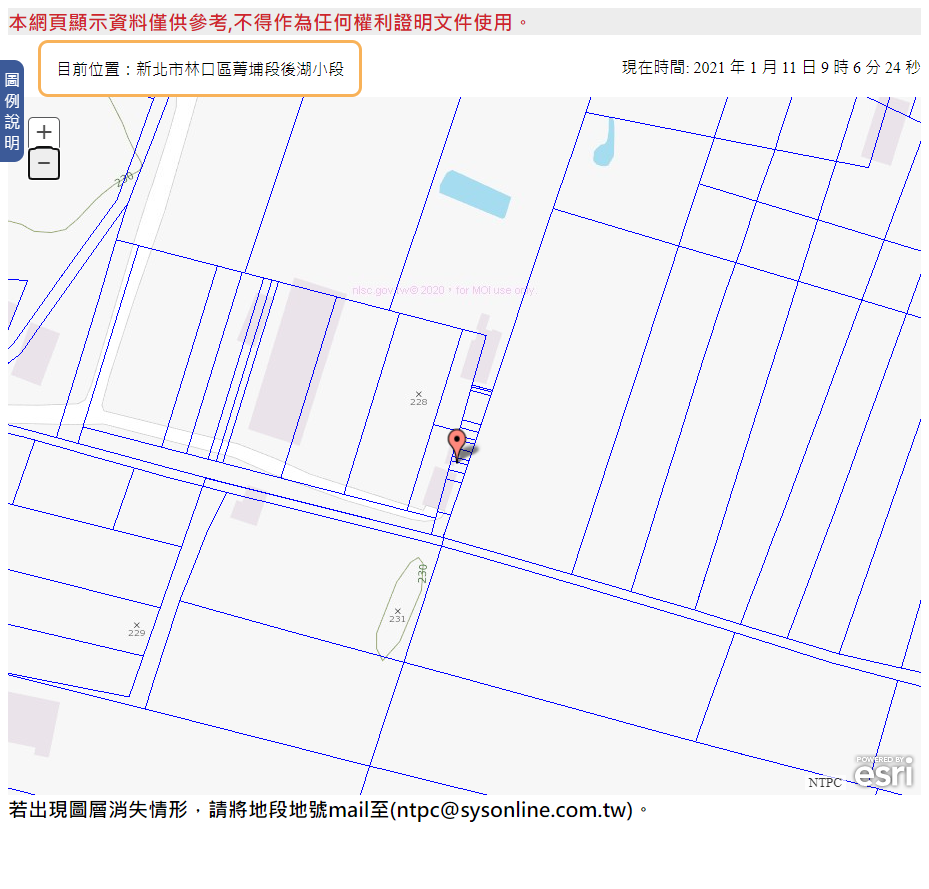 本網頁顯示資料僅供參考,不得作為任何權利證明文件使用。
目前位置：新北市林口區菁埔段後湖小段
現在時間: 2021 年 1 月 11 日 9 時 6 分 24 秒
圖例說明
+
−
230
nlsc.gov.tw© 2020，for MOI use only
228
230
231
229
POWERED BY
esri
NTPC
若出現圖層消失情形，請將地段地號mail至(ntpc@sysonline.com.tw)。